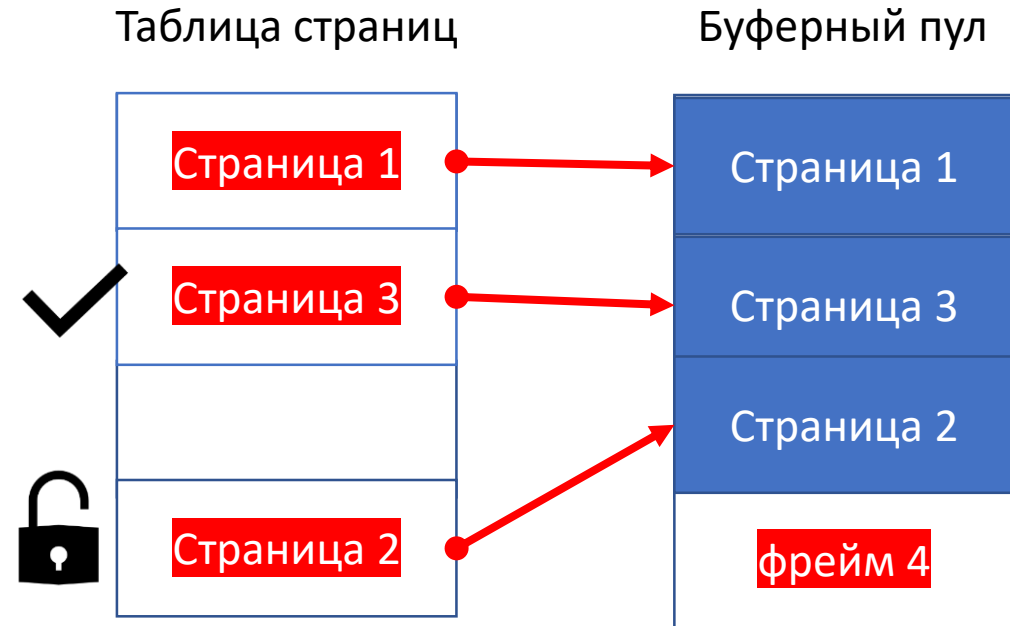 Таблица страниц
Буферный пул
Страница 1
Страница 1
Страница 3
Страница 3
Страница 2
Страница 2
фрейм 4